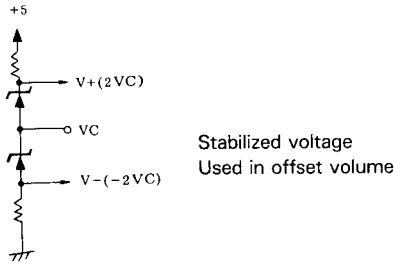 +5
V+(2VC)
VC
Stabilized voltage
Used in offset volume
V-(-2VC)